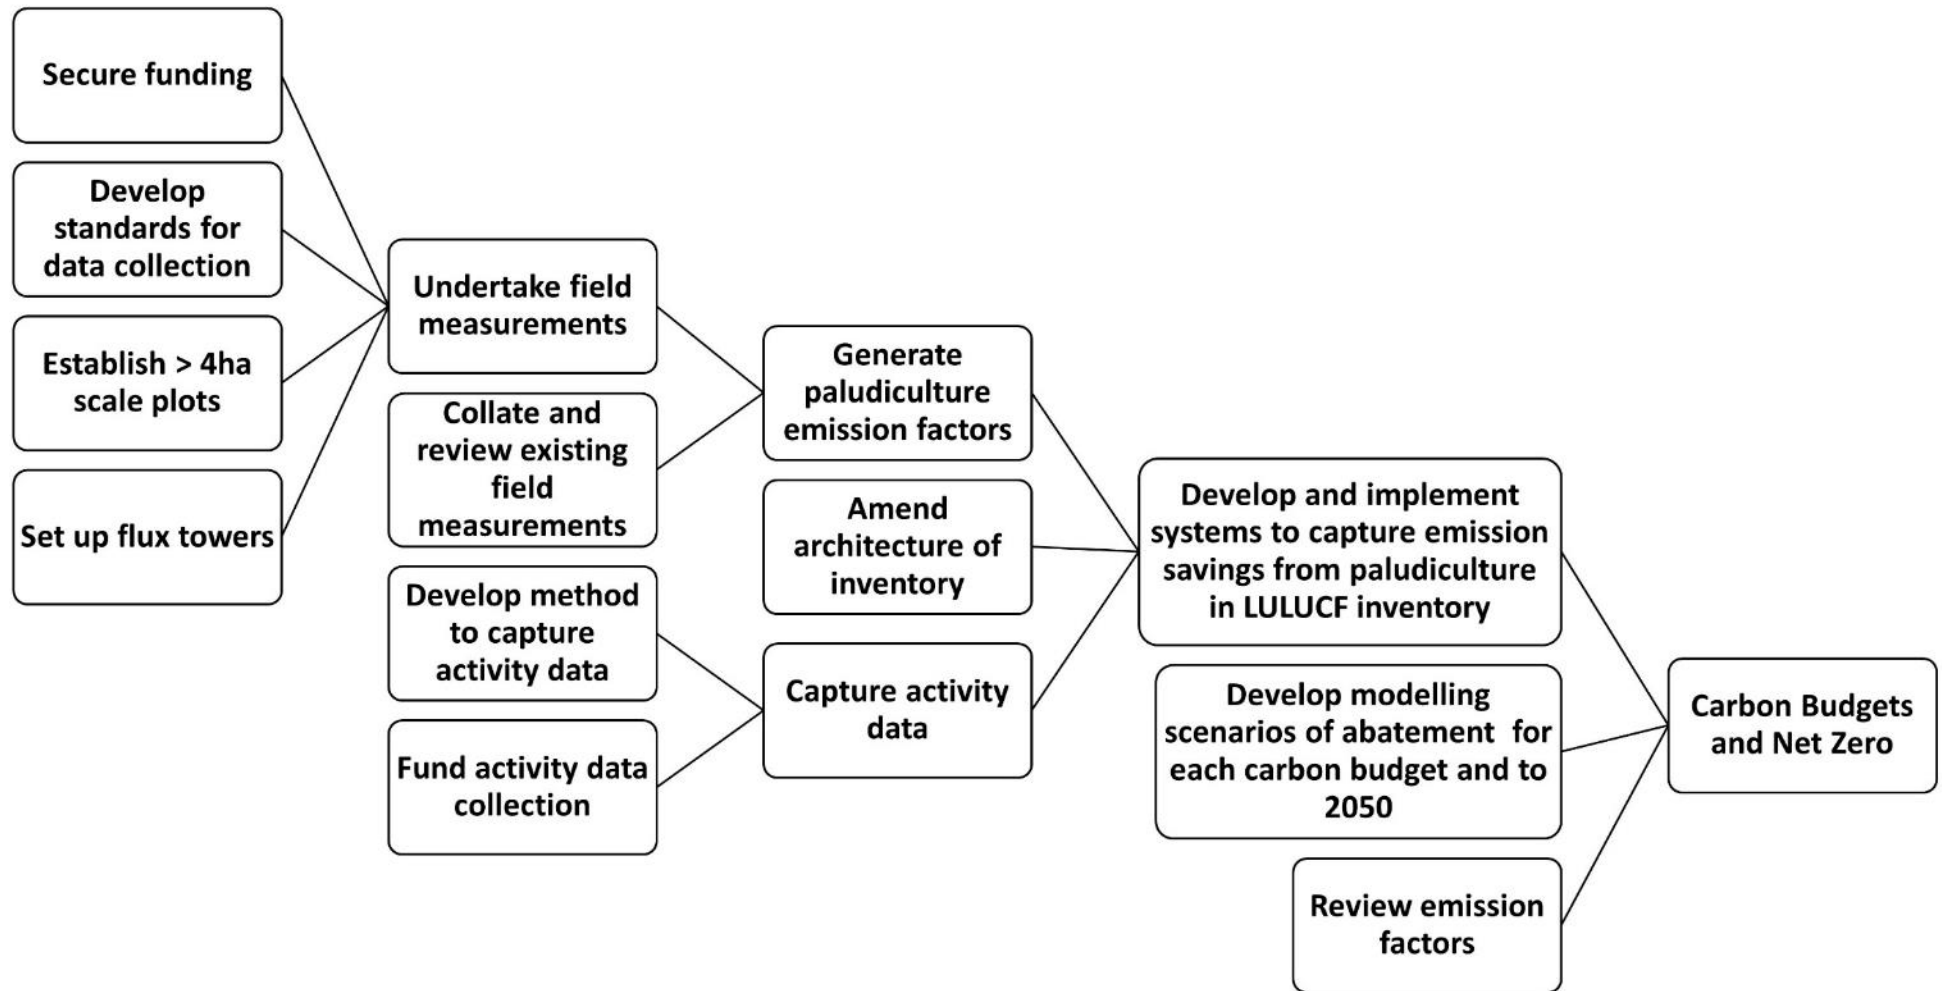 Secure funding
Develop
standards for
data collection
Establish > 4ha
scale plots
Set up flux towers
Undertake field
measurements
Collate and
review existing
field
measurements
Develop method
to capture
activity data
Fund activity data
collection
Generate
paludiculture
emission factors
Amend
architecture of
inventory
Capture activity
data
Develop and implement
systems to capture emission
savings from paludiculture
in LULUCF inventory
Develop modelling
scenarios of abatement for
each carbon budget and to
2050
Review emission
factors
Carbon Budgets
and Net Zero